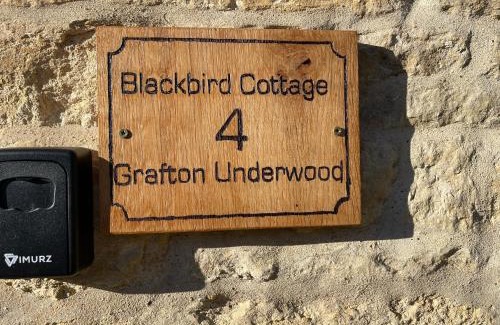 Blackbird Cottage
4
Grafton Underwood
VIMURZ